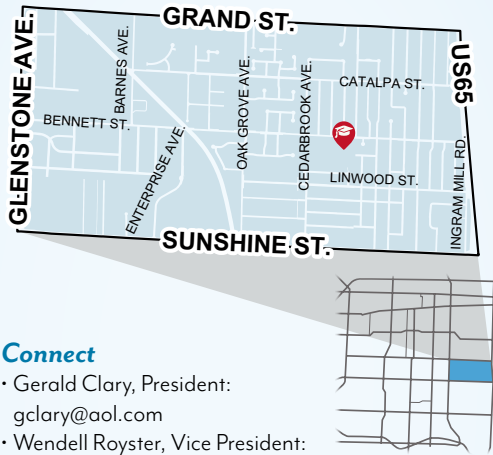 GRAND ST.
GLENSTONE AVE.
BARNES AVE.
OAK GROVE AVE.
CEDARBROOK AVE.
CATALPA ST.
US65
BENNETT ST.
ENTERPRISE AVE.
LINWOOD ST.
INGRAM MILL RD.
SUNSHINE ST.
Connect
• Gerald Clary, President:
gclary@aol.com
• Wendell Royster, Vice President: